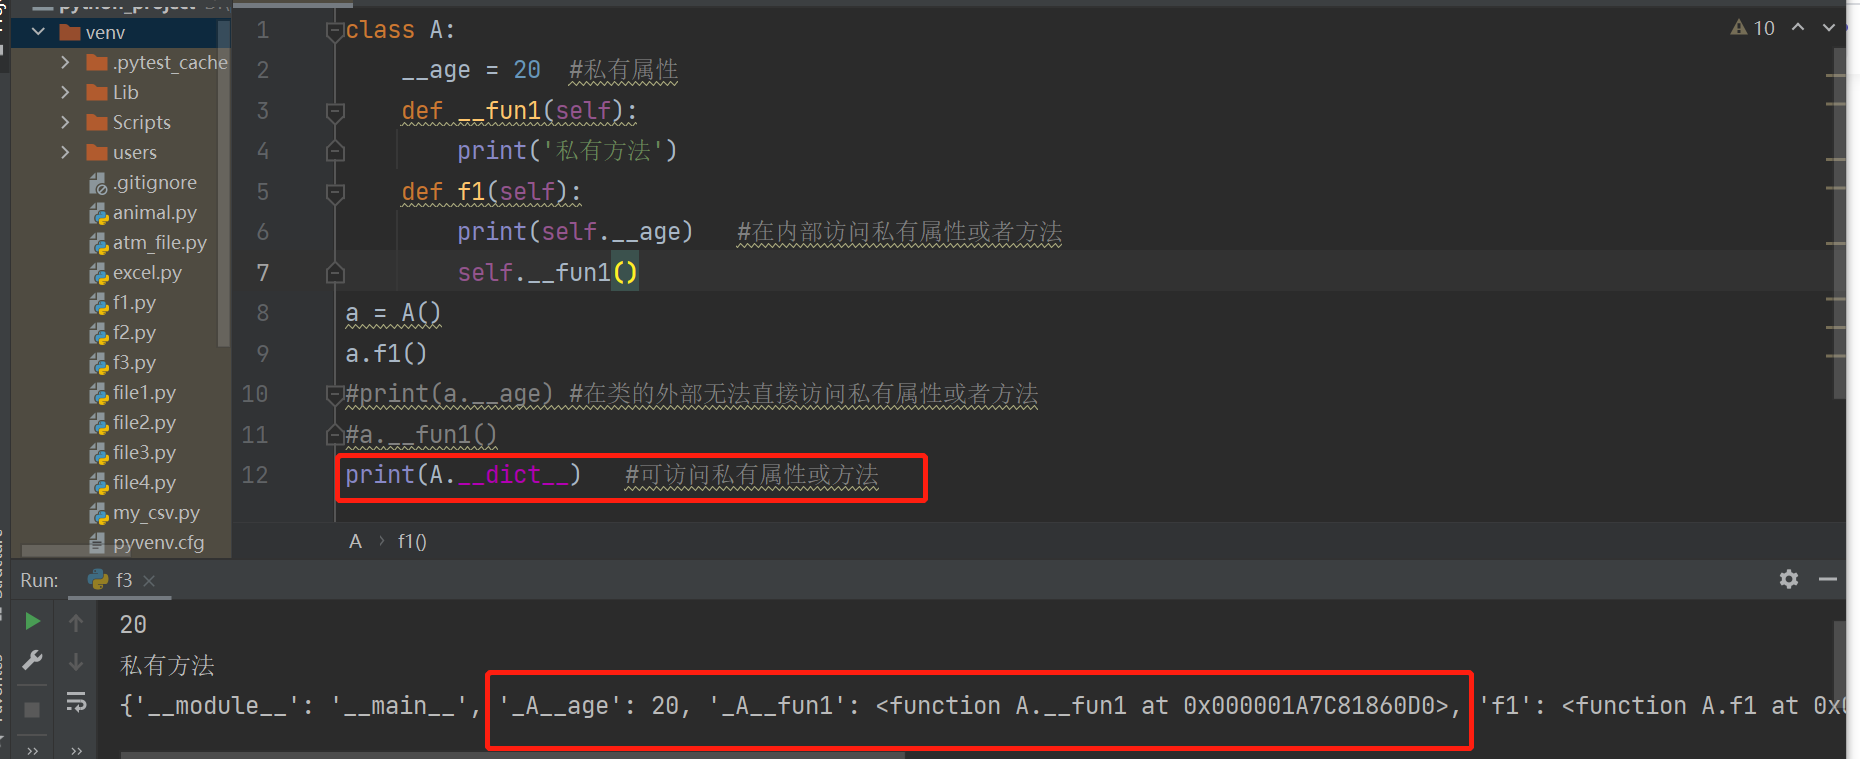 venv
.pytest_cache
Lib
Scripts
users
.gitignore
animal.py
atm_file.py
excel.py
f1.py
f2.py
f3.py
file1.py
file2.py
file3.py
file4.py
my_csv.py
pyvenv.cfg
10
1 class A:
2 __age = 20 #私有属性
3 def __fun1(self):
4 print('私有方法')
5 def f1(self):
6 print(self.__age) #在内部访问私有属性或者方法
7 self.__fun1()
8 a = A()
9 a.f1()
10 #print(a.__age) #在类的外部无法直接访问私有属性或者方法
11 #a.__fun1()
12 print(A.__dict__) #可访问私有属性或方法
A › f1()
Run: f3
20
私有方法
{'__module__': '__main__', '_A__age': 20, '_A__fun1': <function A.__fun1 at 0x000001A7C81860D0>, 'f1': <function A.f1 at